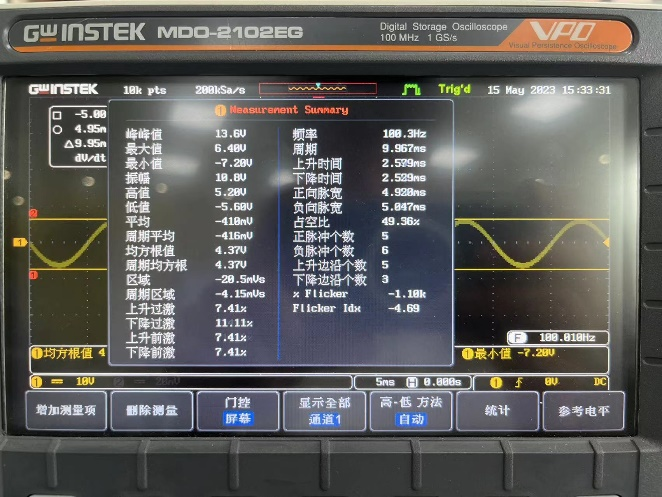 GWINSTEK MDO-2102EG
Digital Storage Oscilloscope
100 MHz 1 GS/s
VPO
Visual Persistence Oscilloscope
GWINSTEK 10k pts 200kSa/s Trig'd 15 May 2023 15:33:31
-5.00
4.95m
△9.95m
dV/dt
1 Measurement Summary
峰峰值 13.6V 频率 100.3Hz
最大值 6.40V 周期 9.967ms
最小值 -7.20V 上升时间 2.579ms
振幅 10.8V 下降时间 2.529ms
高值 5.20V 正向脉宽 4.920ms
低值 -5.60V 负向脉宽 5.047ms
平均 -410mV 占空比 49.36%
周期平均 -416mV 正脉冲个数 5
均方根值 4.37V 负脉冲个数 6
周期均方根 4.37V 上升边沿个数 5
区域 -20.5mVs 下降边沿个数 3
周期区域 -4.15mVs % Flicker -1.10k
上升过激 7.41% Flicker Idx -4.69
下降过激 11.11%
上升前激 7.41%
下降前激 7.41%
F 100.010Hz
1 均方根值 4 1 最小值 -7.20V
1 10V 2 5ms H 0.000s 1 0V DC
增加测量项 删除测量 门控 屏幕 显示全部 通道1 高-低 方法 自动 统计 参考电平